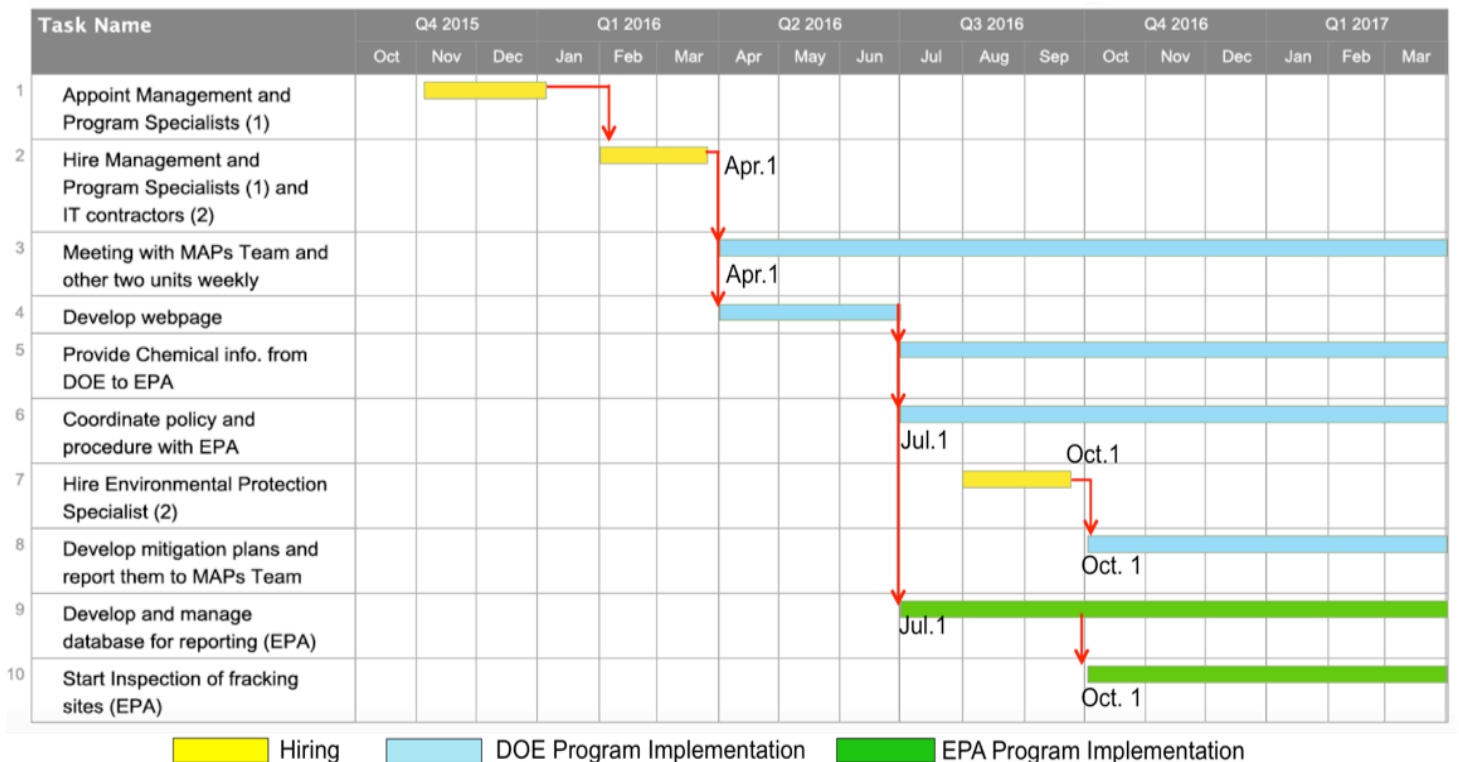 Task Name
Q4 2015 Q1 2016 Q2 2016 Q3 2016 Q4 2016 Q1 2017
Oct Nov Dec Jan Feb Mar Apr May Jun Jul Aug Sep Oct Nov Dec Jan Feb Mar
1 Appoint Management and
Program Specialists (1)
2 Hire Management and
Program Specialists (1) and
IT contractors (2)
Apr.1
3 Meeting with MAPs Team and
other two units weekly
Apr.1
4 Develop webpage
5 Provide Chemical info. from
DOE to EPA
6 Coordinate policy and
procedure with EPA
Jul.1
Oct.1
7 Hire Environmental Protection
Specialist (2)
8 Develop mitigation plans and
report them to MAPs Team
Oct. 1
9 Develop and manage
database for reporting (EPA)
Jul.1
10 Start Inspection of fracking
sites (EPA)
Oct. 1
Hiring DOE Program Implementation EPA Program Implementation